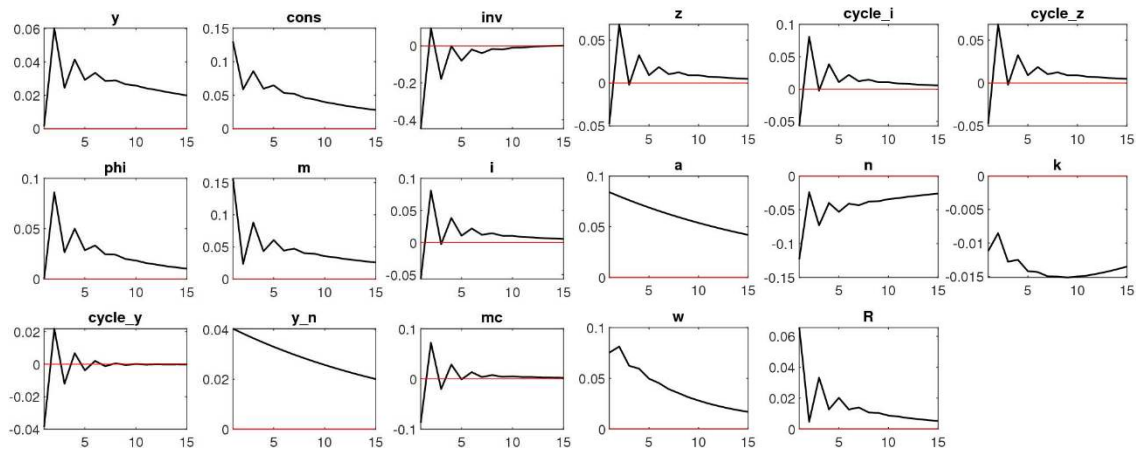 y cons inv z cycle_i cycle_z
0.06 0.04 0.02 0 5 10 15
0.15 0.1 0.05 0 5 10 15
0 -0.2 -0.4 5 10 15
0.05 0 -0.05 5 10 15
0.1 0.05 0 -0.05 5 10 15
0.05 0 -0.05 5 10 15
phi m i a n k
0.1 0.05 0 5 10 15
0.15 0.1 0.05 0 5 10 15
0.1 0.05 0 -0.05 5 10 15
0.1 0.05 0 5 10 15
0 -0.05 -0.1 -0.15 5 10 15
0 -0.005 -0.01 -0.015 5 10 15
cycle_y y_n mc w R
0.02 0 -0.02 -0.04 5 10 15
0.04 0.02 0 5 10 15
0.1 0 -0.1 5 10 15
0.1 0.05 0 5 10 15
0.06 0.04 0.02 0 5 10 15